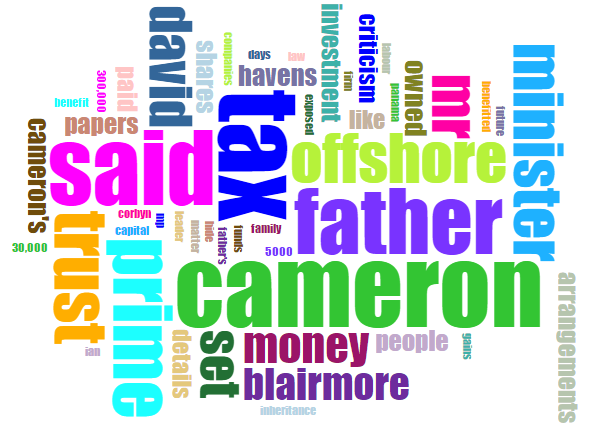 david
shares
companies
days
law
havens
investment
criticism
labour
firm
300,000
paid
benefit
papers
exposed
like
panama
owned
mr
benefitted
future
minister
cameron's
said
tax
offshore
father
trust
corbyn
capital
mp
leader
matter
hide
father's
funds
family
5000
30,000
prime
cameron
ian
details
set
money
people
gains
arrangements
blairmore
inheritance